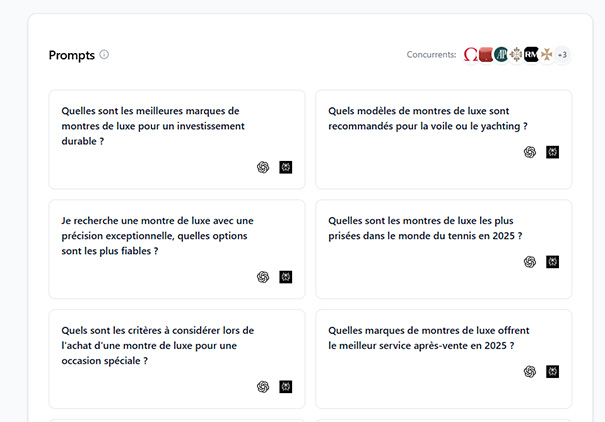 Prompts
Concurrents:
RM
+3
Quelles sont les meilleures marques de
montres de luxe pour un investissement
durable ?
Quels modèles de montres de luxe sont
recommandés pour la voile ou le yachting ?
Je recherche une montre de luxe avec une
précision exceptionnelle, quelles options
sont les plus fiables ?
Quelles sont les montres de luxe les plus
prisées dans le monde du tennis en 2025 ?
Quels sont les critères à considérer lors de
l'achat d'une montre de luxe pour une
occasion spéciale ?
Quelles marques de montres de luxe offrent
le meilleur service après-vente en 2025 ?